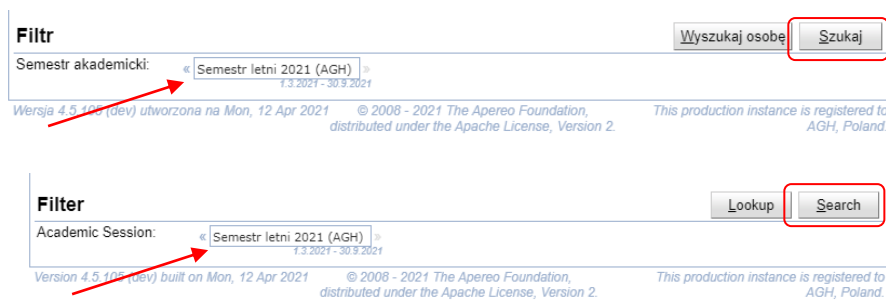 Filtr
Wyszukaj osobę
Szukaj
Semestr akademicki:
« Semestr letni 2021 (AGH) »
1.3.2021 - 30.9.2021
Wersja 4.5.105 (dev) utworzona na Mon, 12 Apr 2021
© 2008 - 2021 The Apereo Foundation,
distributed under the Apache License, Version 2.
This production instance is registered to
AGH, Poland.
Filter
Lookup
Search
Academic Session:
« Semestr letni 2021 (AGH) »
1.3.2021 - 30.9.2021
Version 4.5.105 (dev) built on Mon, 12 Apr 2021
© 2008 - 2021 The Apereo Foundation,
distributed under the Apache License, Version 2.
This production instance is registered to
AGH, Poland.